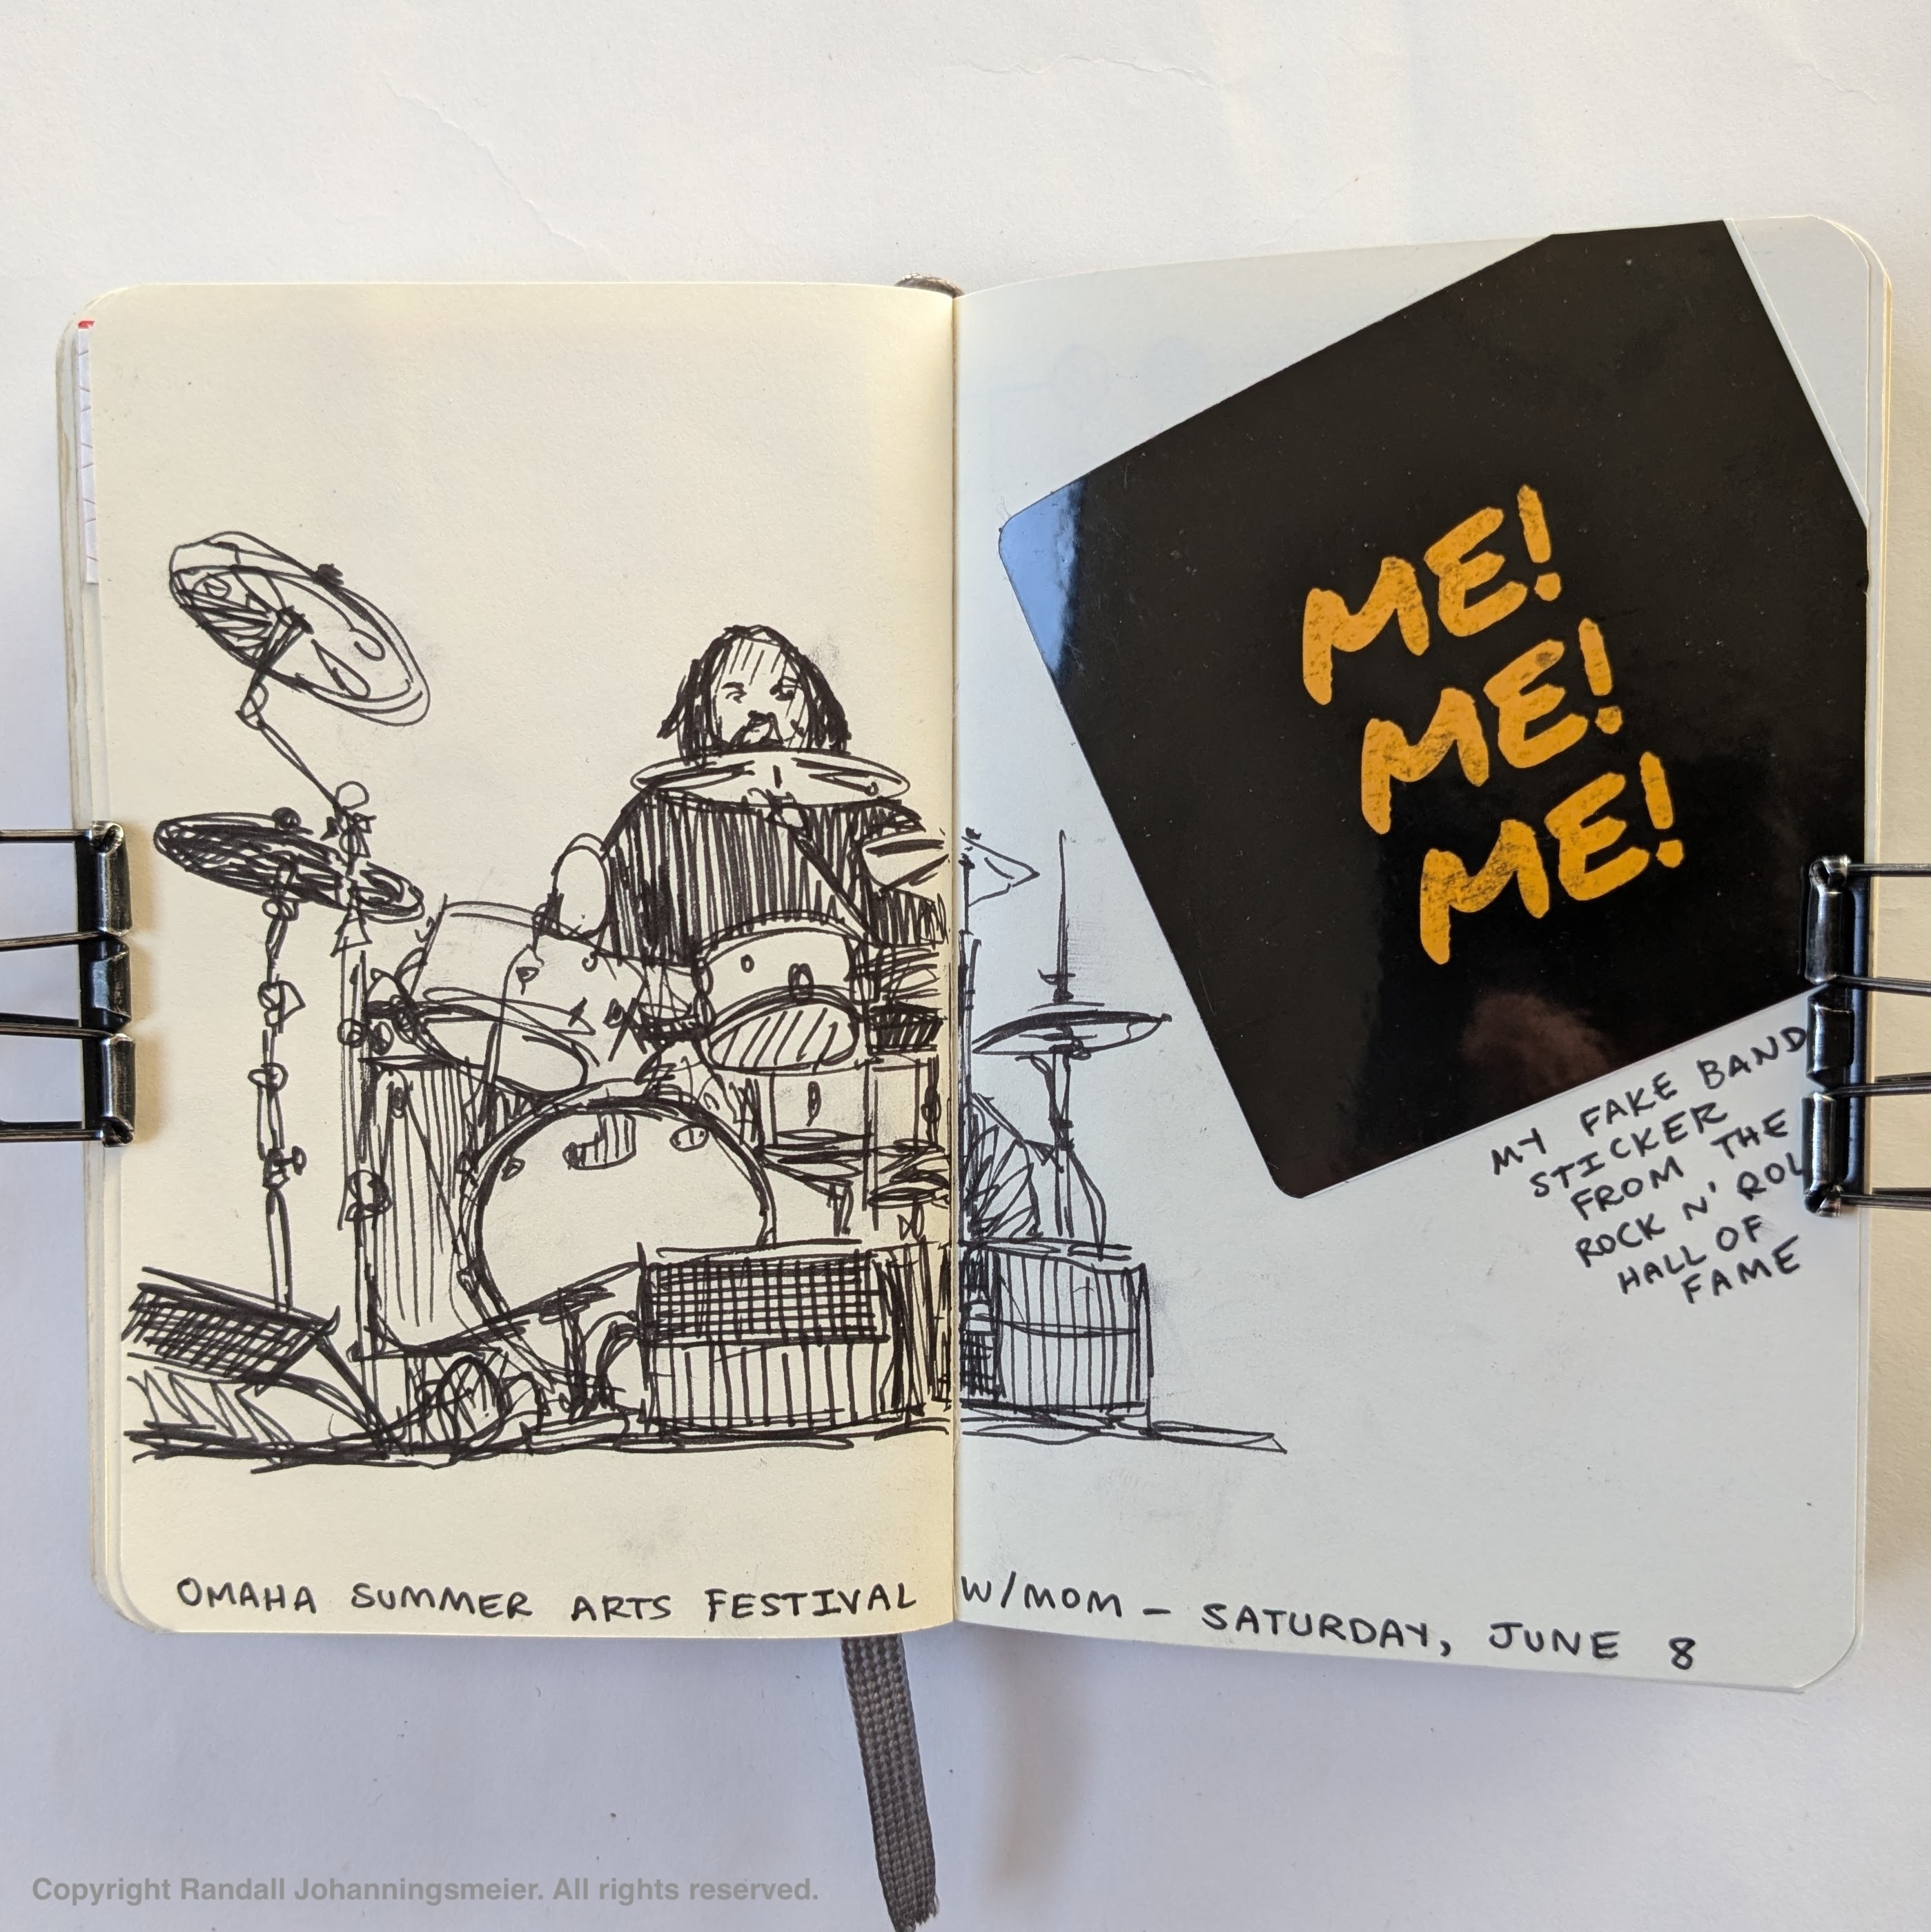 ME!
ME!
ME!
MY FAKE BAND
STICKER
FROM THE
ROCK N' ROL
HALL OF
FAME
OMAHA SUMMER ARTS FESTIVAL W/MOM – SATURDAY, JUNE 8
Copyright Randall Johanningsmeier. All rights reserved.